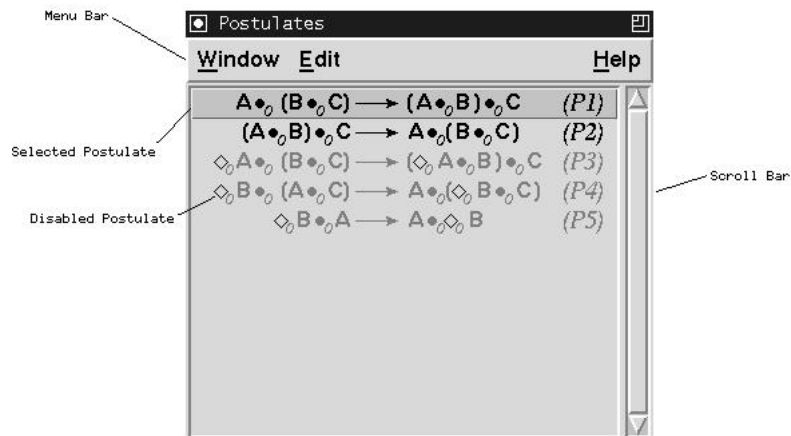 Menu Bar
Postulates
Window Edit Help
A●₀ (B●₀C) ⟶ (A●₀B)●₀C (P1)
(A●₀B)●₀C ⟶ A●₀(B●₀C) (P2)
Selected Postulate
◇₀A●₀ (B●₀C) ⟶ (◇₀A●₀B)●₀C (P3)
Scroll Bar
◇₀B●₀ (A●₀C) ⟶ A●₀(◇₀B●₀C) (P4)
Disabled Postulate
◇₀B●₀A ⟶ A●₀◇₀B (P5)